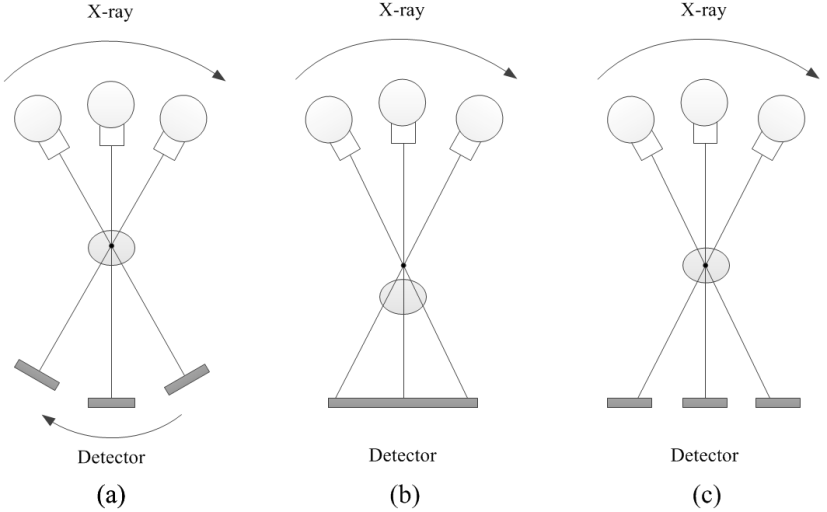 X-ray
X-ray
X-ray
Detector
Detector
Detector
(a)
(b)
(c)